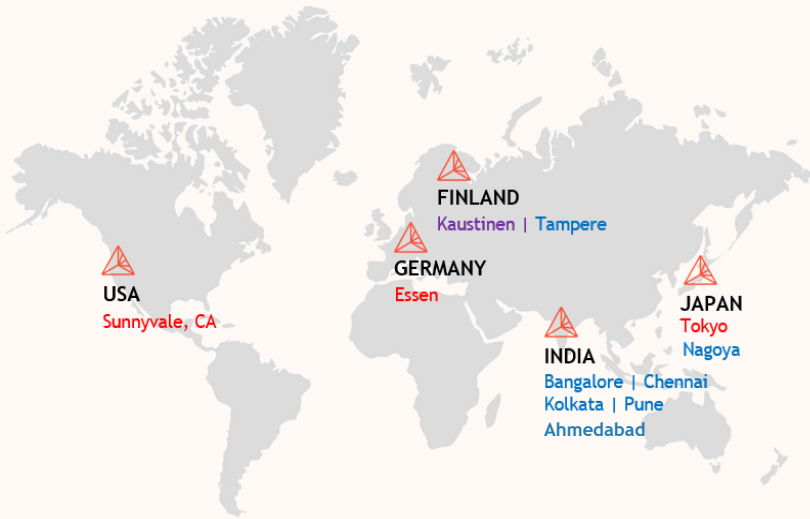 FINLAND
Kaustinen | Tampere
GERMANY
Essen
USA
Sunnyvale, CA
JAPAN
Tokyo
Nagoya
INDIA
Bangalore | Chennai
Kolkata | Pune
Ahmedabad